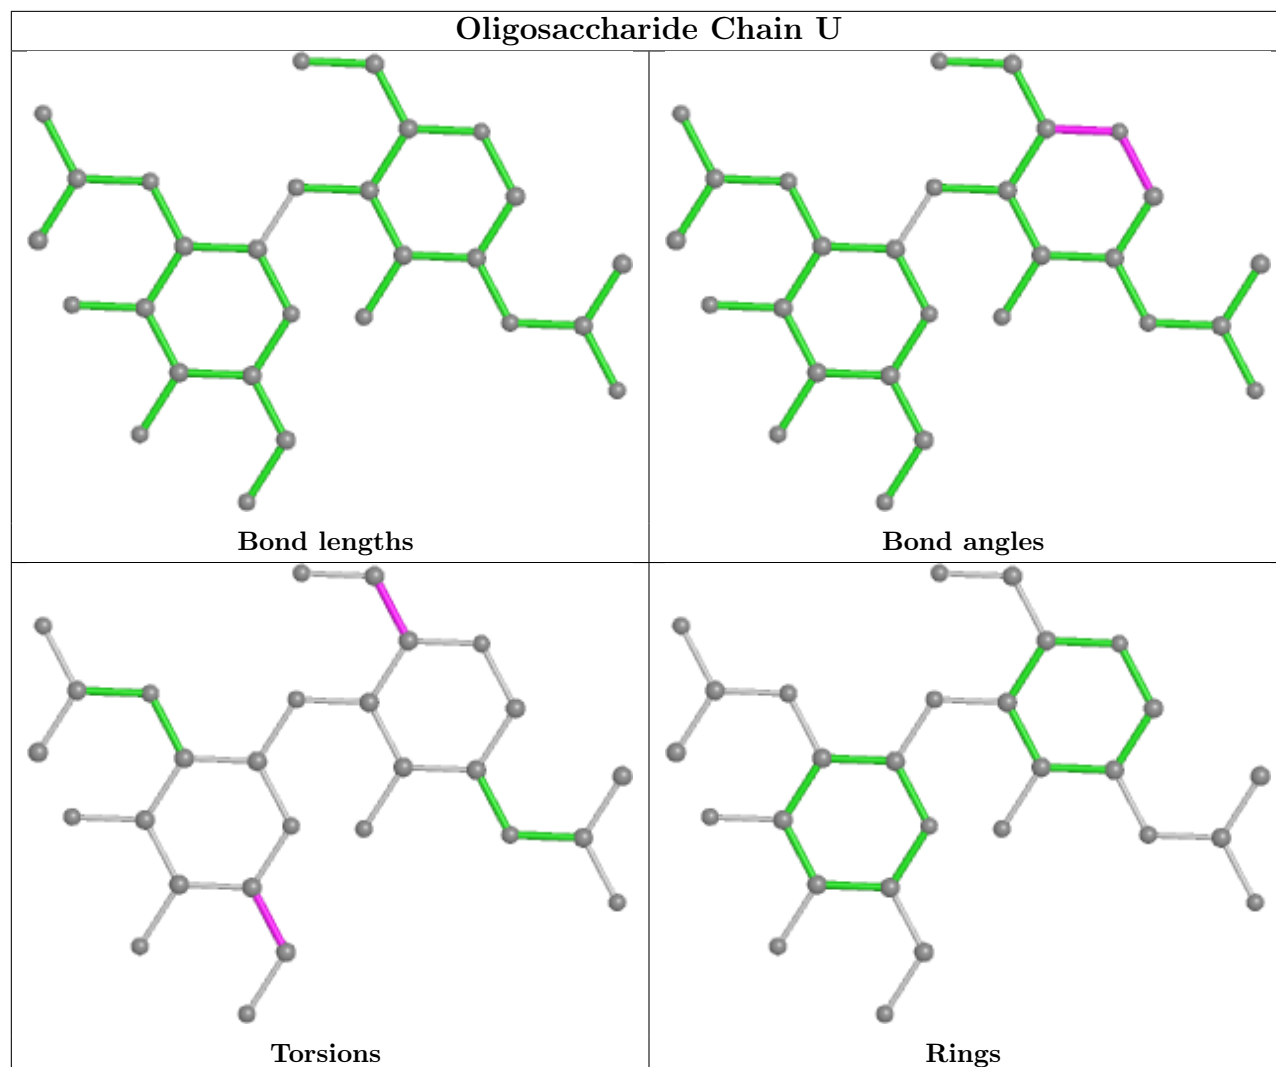 Oligosaccharide Chain U
Bond lengths
Bond angles
Torsions
Rings